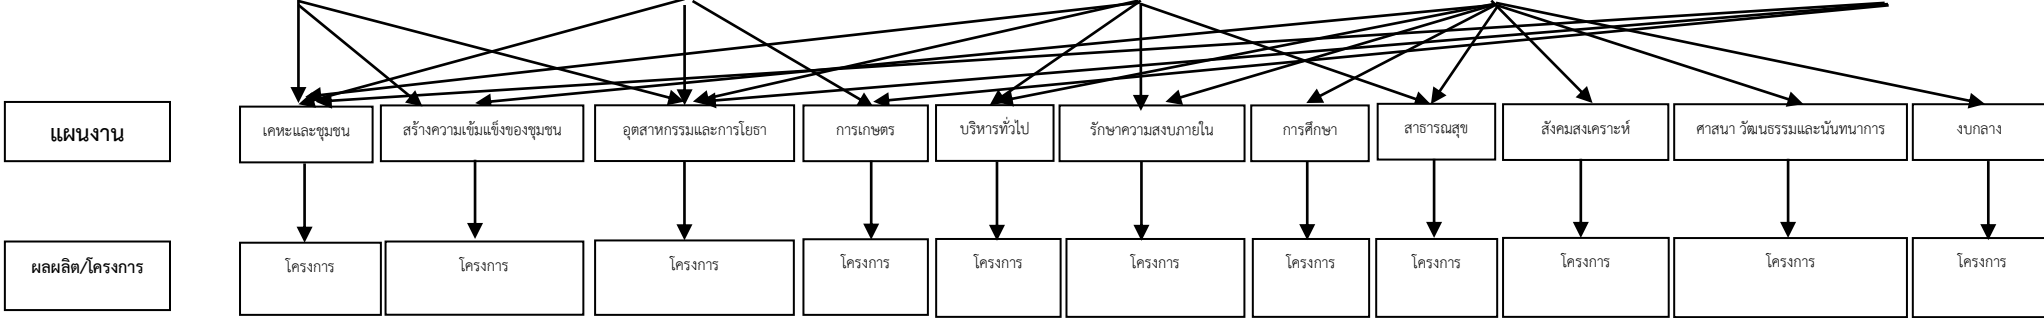 แผนงาน
เคหะและชุมชน
สร้างความเข้มแข็งของชุมชน
อุตสาหกรรมและการโยธา
การเกษตร
บริหารทั่วไป
รักษาความสงบภายใน
การศึกษา
สาธารณสุข
สังคมสงเคราะห์
ศาสนา วัฒนธรรมและนันทนาการ
งบกลาง
ผลผลิต/โครงการ
โครงการ
โครงการ
โครงการ
โครงการ
โครงการ
โครงการ
โครงการ
โครงการ
โครงการ
โครงการ
โครงการ